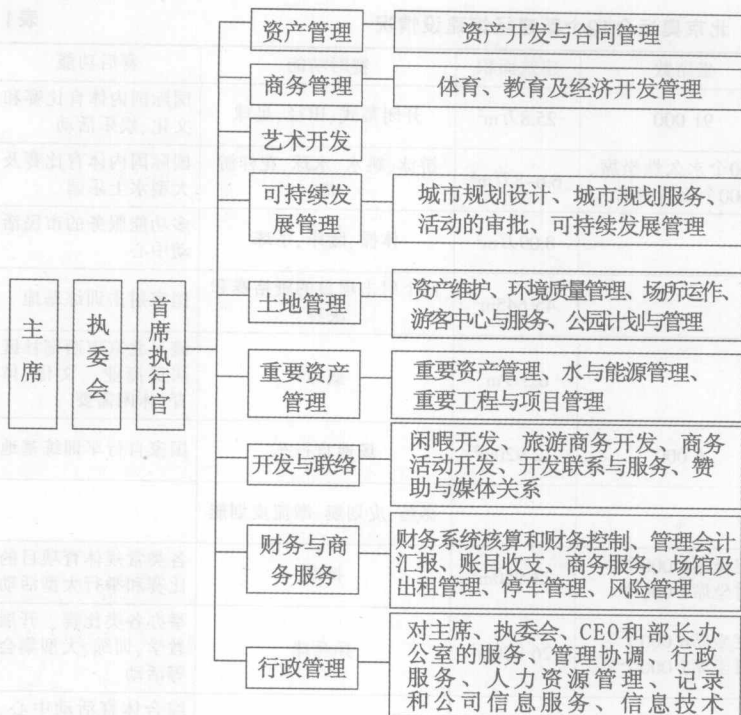 主席
执委会
首席执行官
资产管理
资产开发与合同管理
商务管理
体育、教育及经济开发管理
艺术开发
可持续发
展管理
城市规划设计、城市规划服务、
活动的审批、可持续发展管理
土地管理
资产维护、环境质量管理、场所运作、
游客中心与服务、公园计划与管理
重要资产
管理
重要资产管理、水与能源管理、
重要工程与项目管理
开发与联络
闲暇开发、旅游商务开发、商务
活动开发、开发联系与服务、赞
助与媒体关系
财务与商
务服务
财务系统核算和财务控制、管理会计
汇报、账目收支、商务服务、场馆及
出租管理、停车管理、风险管理
行政管理
对主席、执委会、CEO和部长办
公室的服务、管理协调、行政
服务、人力资源管理、记录
和公司信息服务、信息技术